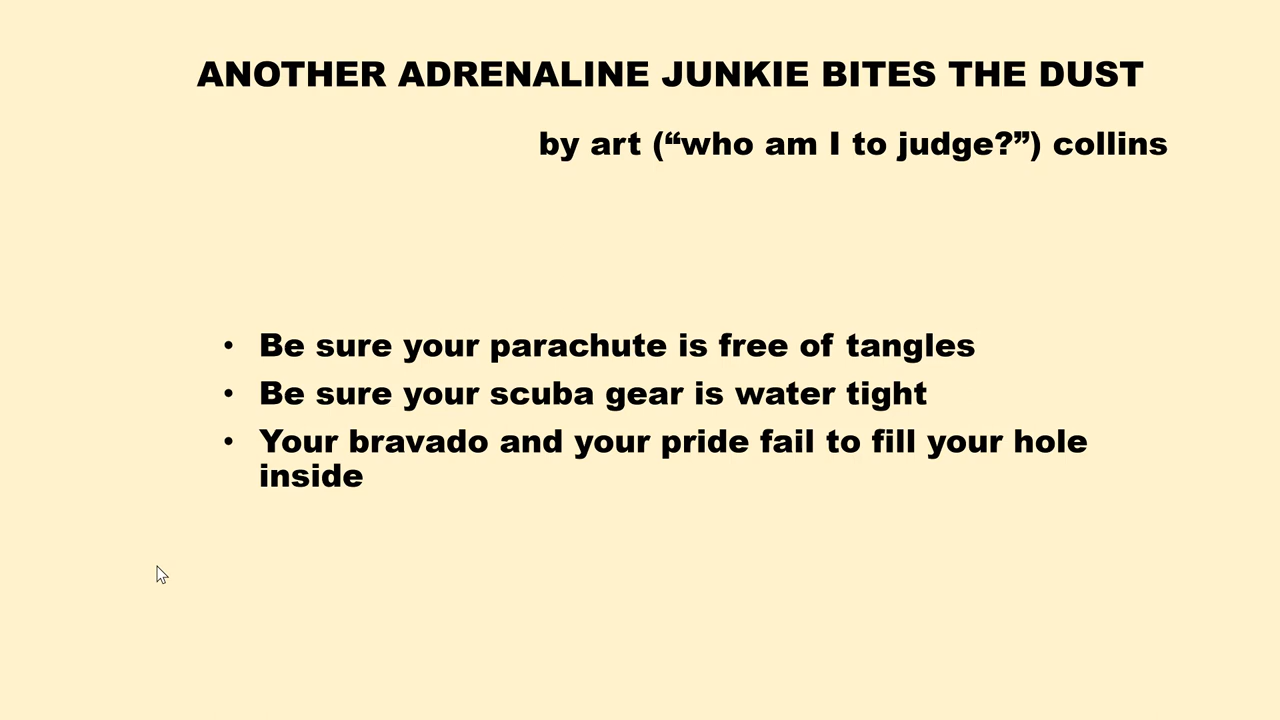 ANOTHER ADRENALINE JUNKIE BITES THE DUST
by art (“who am I to judge?”) collins
• Be sure your parachute is free of tangles
• Be sure your scuba gear is water tight
• Your bravado and your pride fail to fill your hole
inside